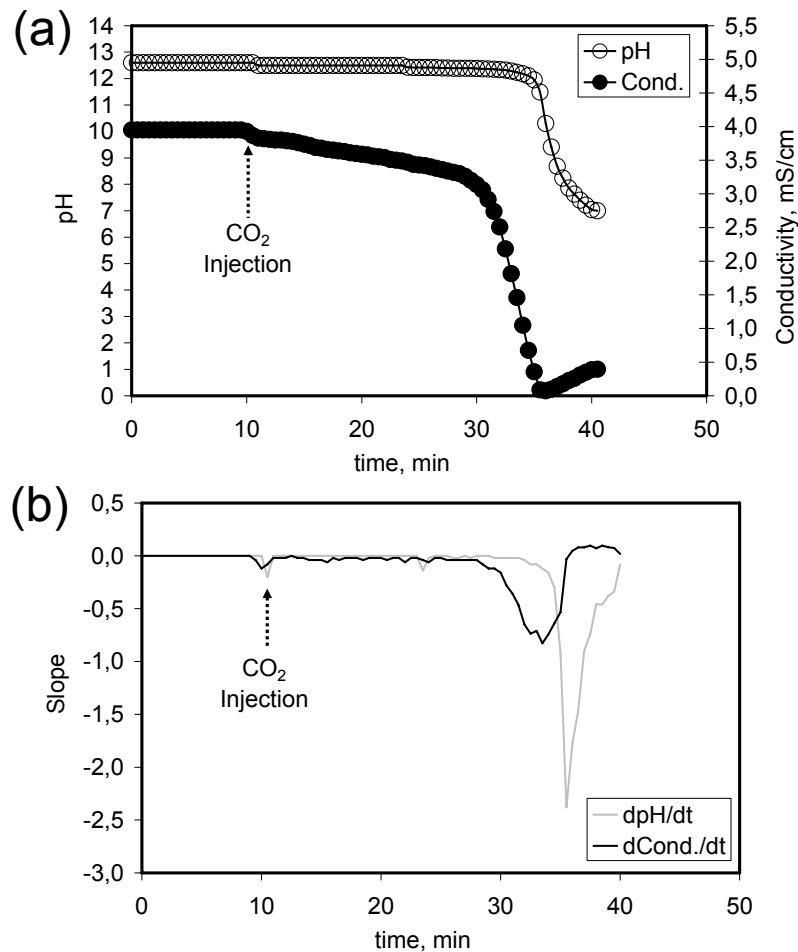 (a)
14
13
12
11
10
9
8
7
6
5
4
3
2
1
0
pH
5,5
5,0
4,5
4,0
3,5
3,0
2,5
2,0
1,5
1,0
0,5
0,0
Conductivity, mS/cm
pH
Cond.
CO₂
Injection
0 10 20 30 40 50
time, min
(b)
0,5
0,0
-0,5
-1,0
-1,5
-2,0
-2,5
-3,0
Slope
CO₂
Injection
dpH/dt
dCond./dt
0 10 20 30 40 50
time, min